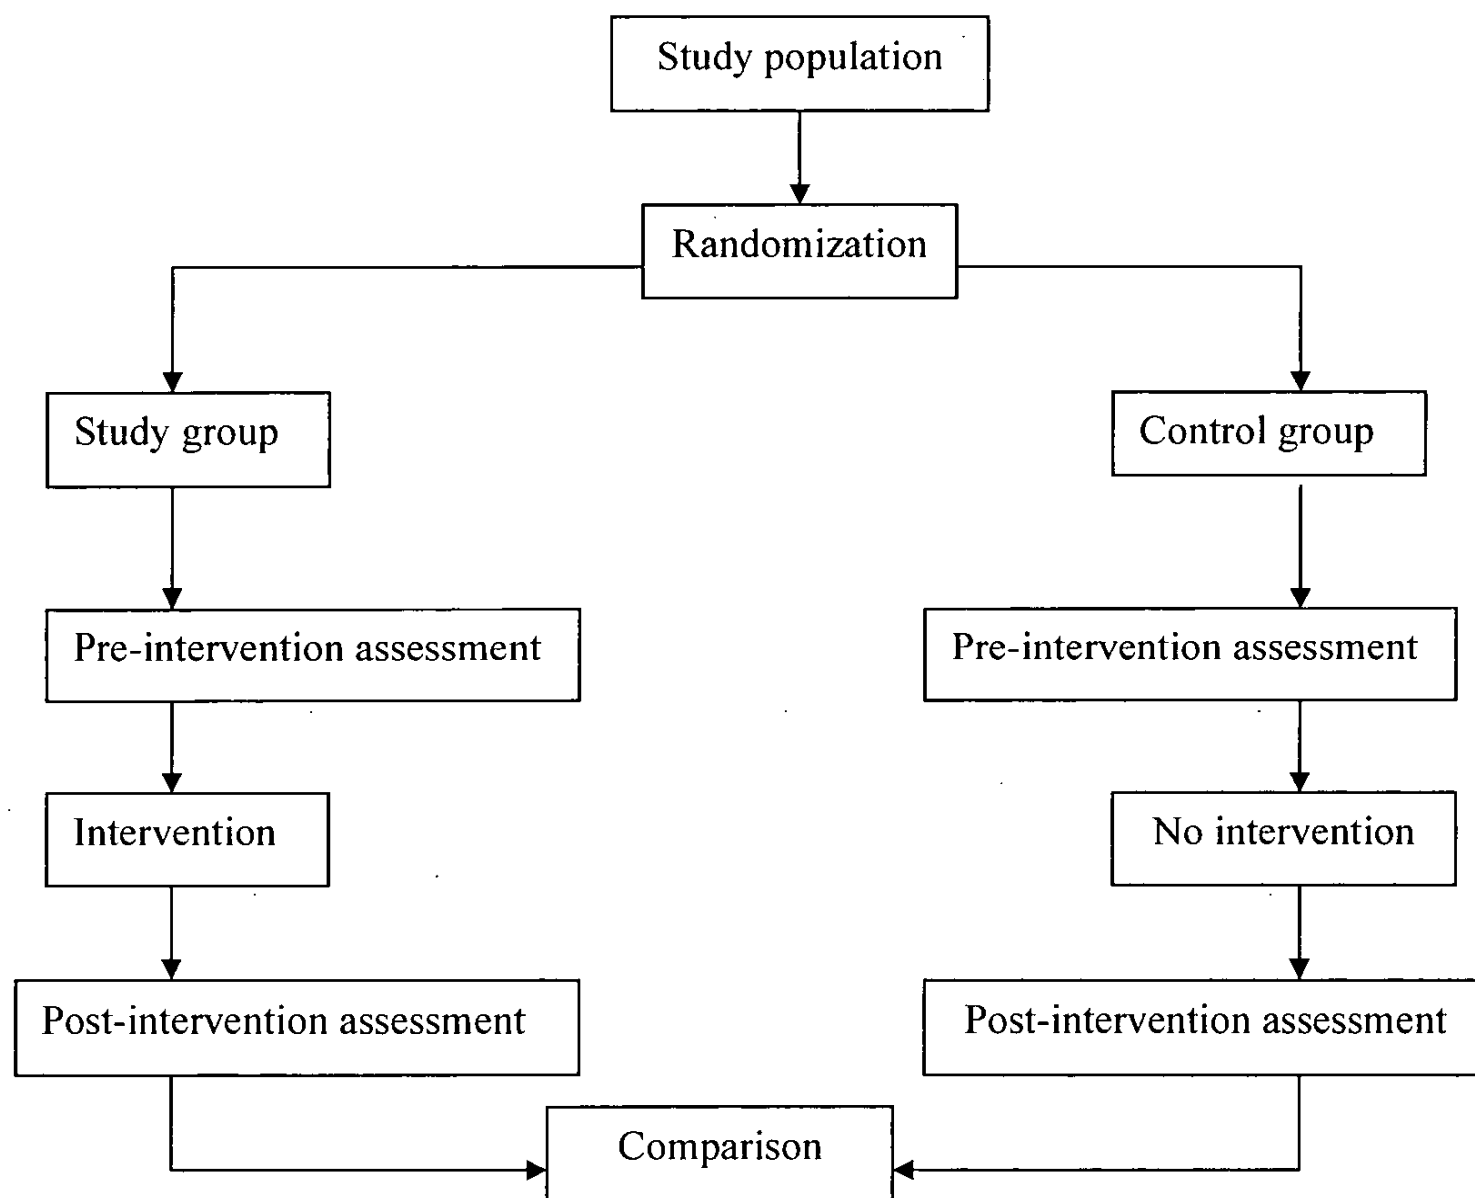 Study population
Randomization
Study group
Control group
Pre-intervention assessment
Pre-intervention assessment
Intervention
No intervention
Post-intervention assessment
Post-intervention assessment
Comparison